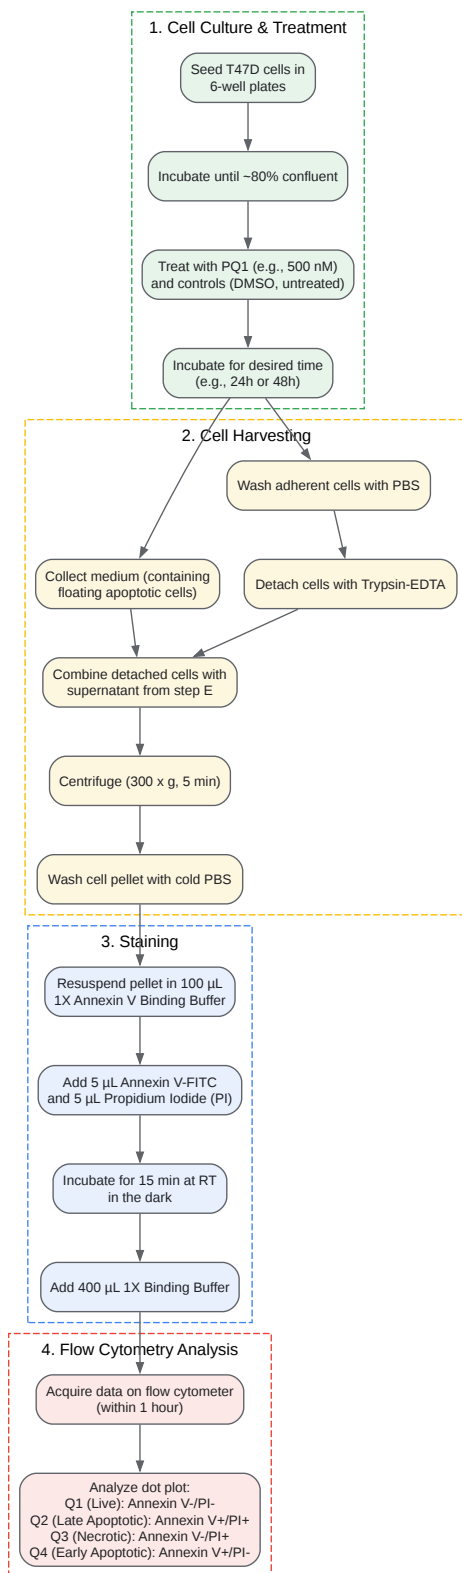 1. Cell Culture & Treatment
Seed T47D cells in
6-well plates
Incubate until ~80% confluent
Treat with PQ1 (e.g., 500 nM)
and controls (DMSO, untreated)
Incubate for desired time
(e.g., 24h or 48h)
2. Cell Harvesting
Wash adherent cells with PBS
Collect medium (containing
floating apoptotic cells)
Detach cells with Trypsin-EDTA
Combine detached cells with
supernatant from step E
Centrifuge (300 x g, 5 min)
Wash cell pellet with cold PBS
3. Staining
Resuspend pellet in 100 µL
1X Annexin V Binding Buffer
Add 5 µL Annexin V-FITC
and 5 µL Propidium Iodide (PI)
Incubate for 15 min at RT
in the dark
Add 400 µL 1X Binding Buffer
4. Flow Cytometry Analysis
Acquire data on flow cytometer
(within 1 hour)
Analyze dot plot:
Q1 (Live): Annexin V-/PI-
Q2 (Late Apoptotic): Annexin V+/PI+
Q3 (Necrotic): Annexin V-/PI+
Q4 (Early Apoptotic): Annexin V+/PI-